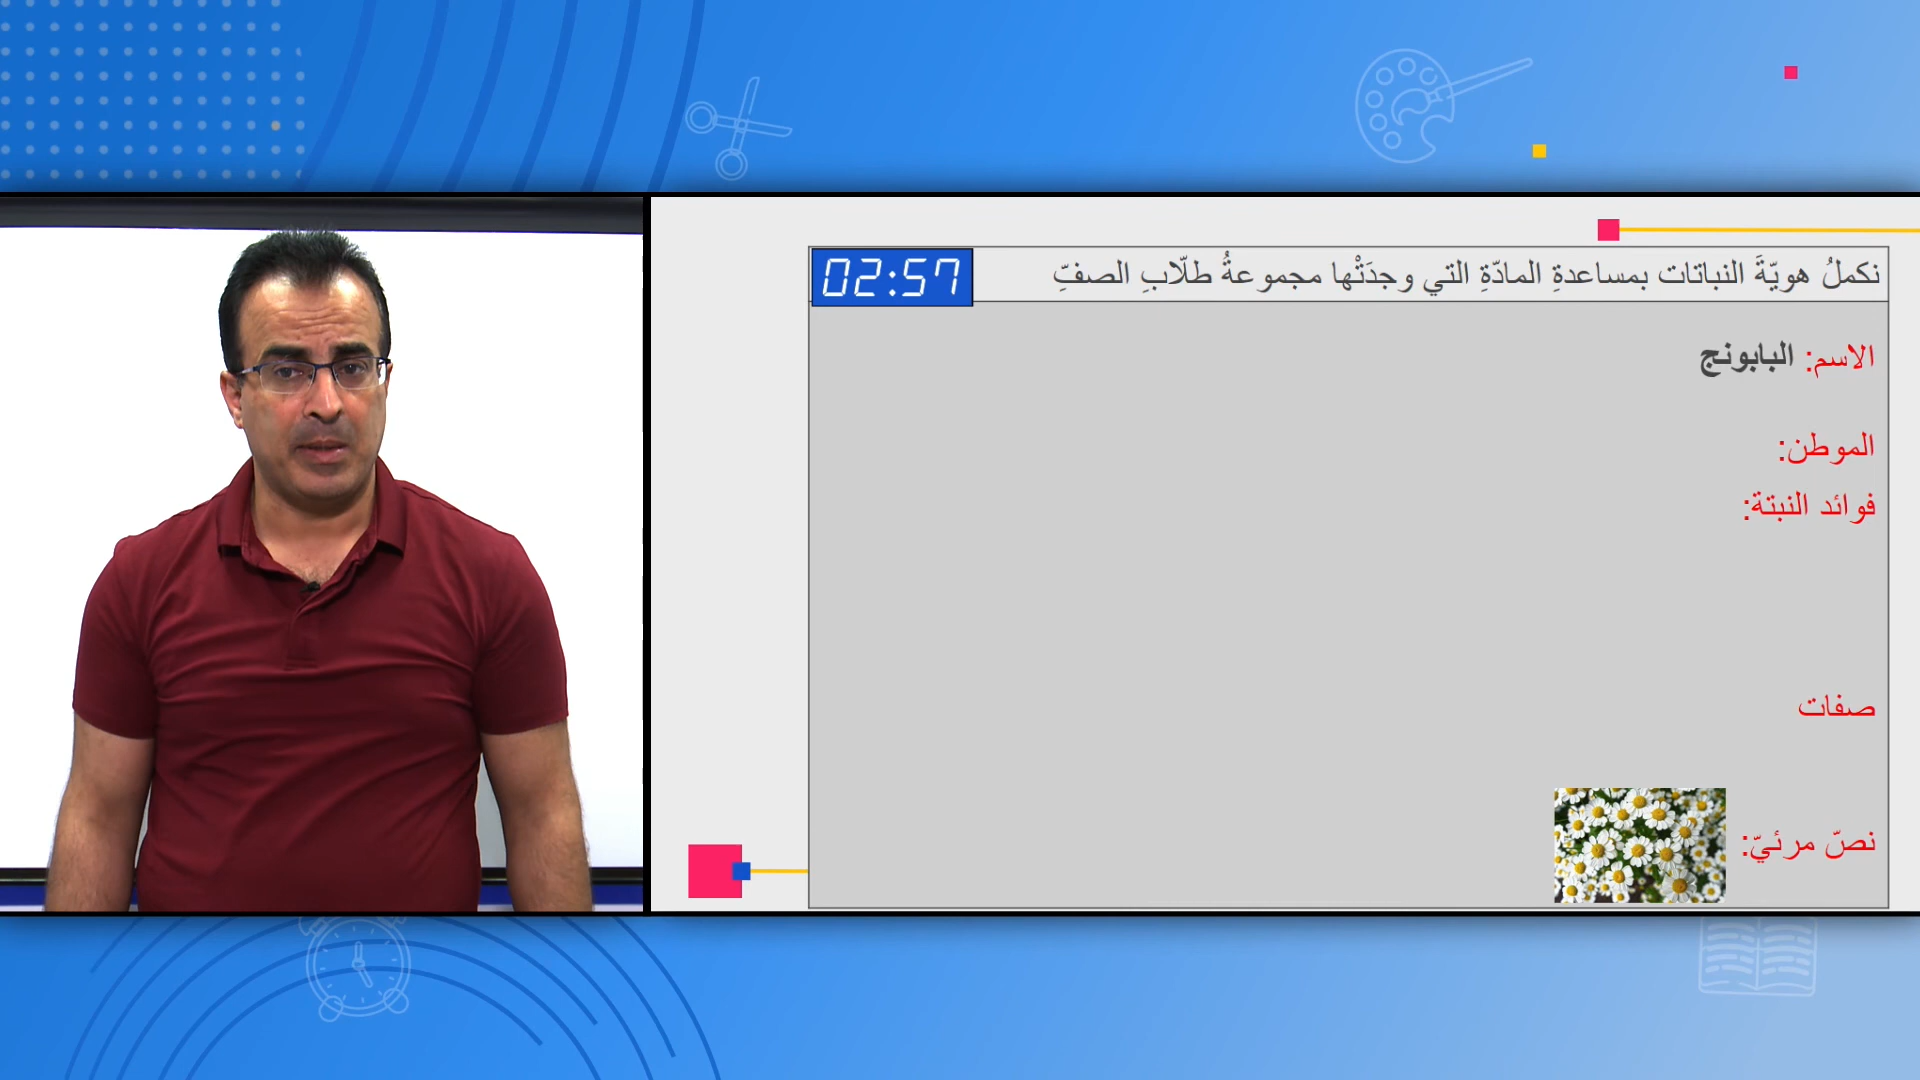 نكملُ هويّةَ النباتات بمساعدةِ المادّةِ التي وجدَتْها مجموعةُ طلّابِ الصفّ
02:57
الاسم: البابونج
الموطن:
فوائد النبتة:
صفات
نصّ مرئيّ: